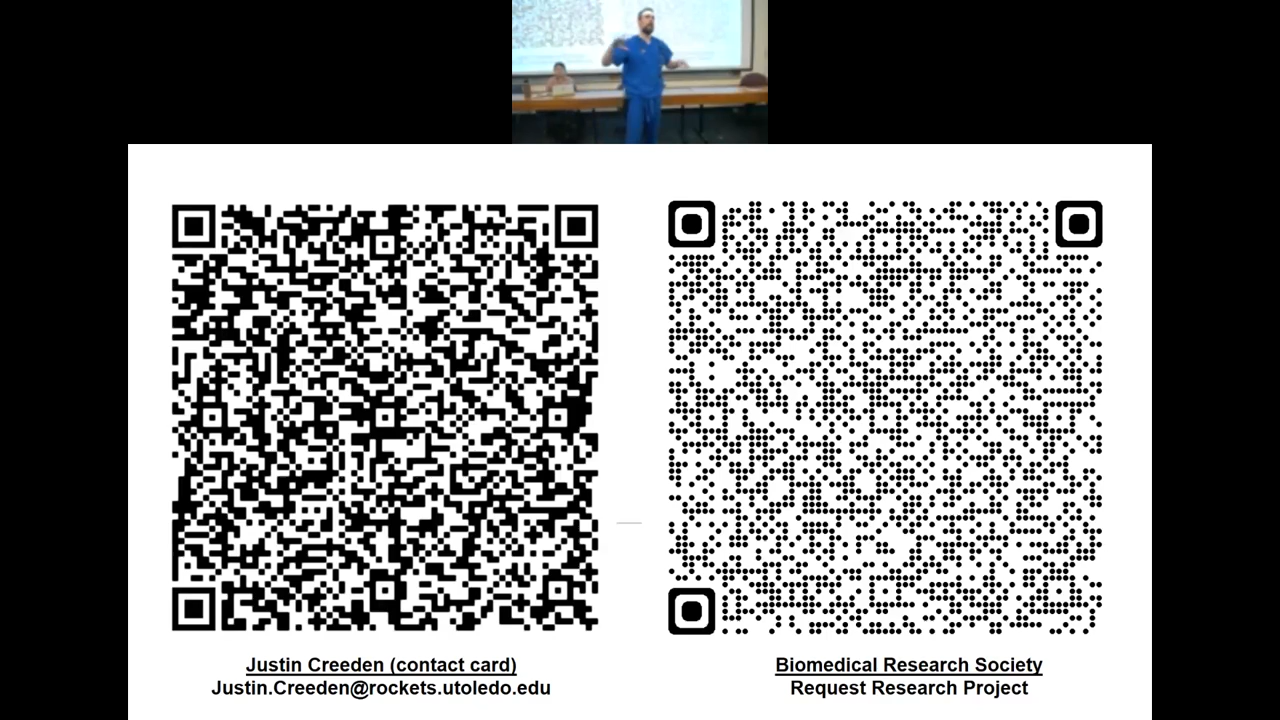 Justin Creeden (contact card)
Justin.Creeden@rockets.utoledo.edu
Biomedical Research Society
Request Research Project